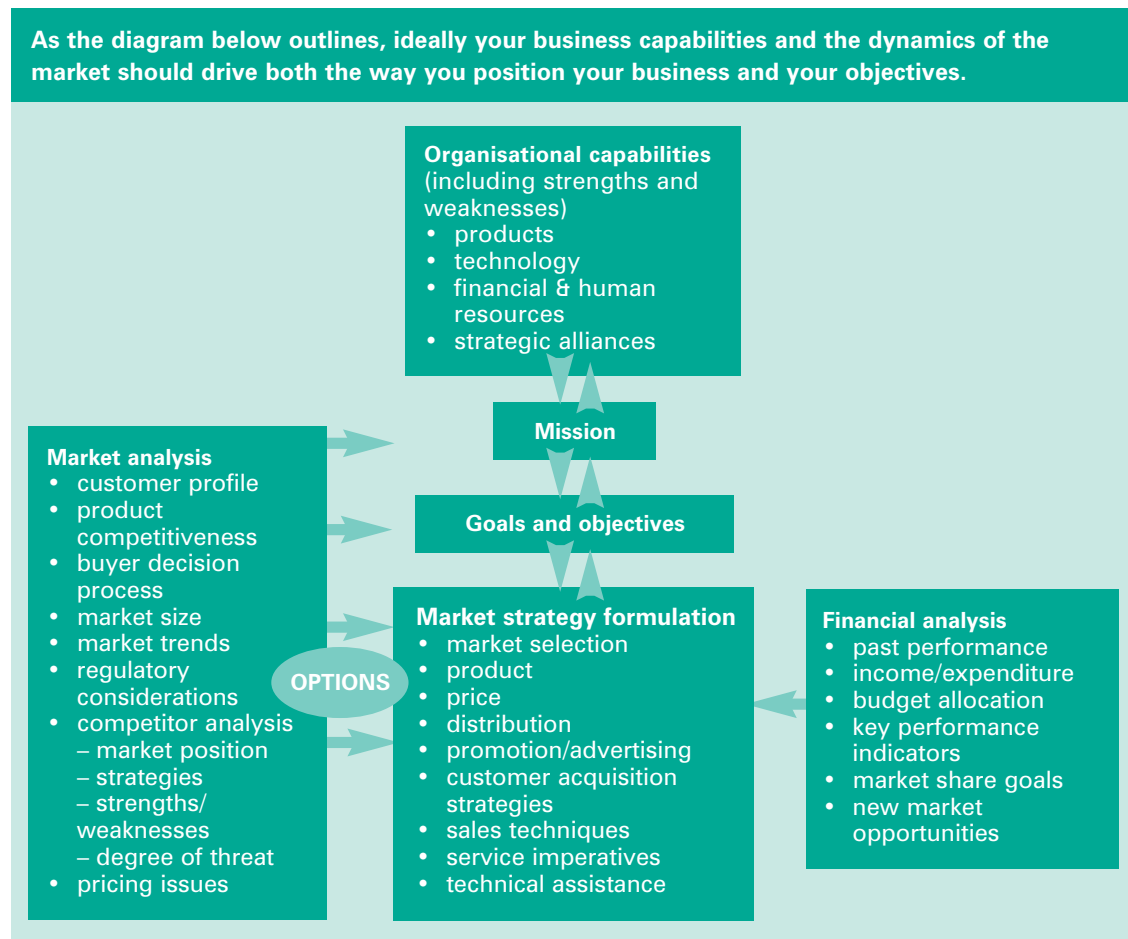 As the diagram below outlines, ideally your business capabilities and the dynamics of the
market should drive both the way you position your business and your objectives.
Organisational capabilities
(including strengths and
weaknesses)
• products
• technology
• financial & human
resources
• strategic alliances
Mission
Goals and objectives
Market analysis
• customer profile
• product
competitiveness
• buyer decision
process
• market size
• market trends
• regulatory
considerations
• competitor analysis
– market position
– strategies
– strengths/
weaknesses
– degree of threat
• pricing issues
OPTIONS
Market strategy formulation
• market selection
• product
• price
• distribution
• promotion/advertising
• customer acquisition
strategies
• sales techniques
• service imperatives
• technical assistance
Financial analysis
• past performance
• income/expenditure
• budget allocation
• key performance
indicators
• market share goals
• new market
opportunities